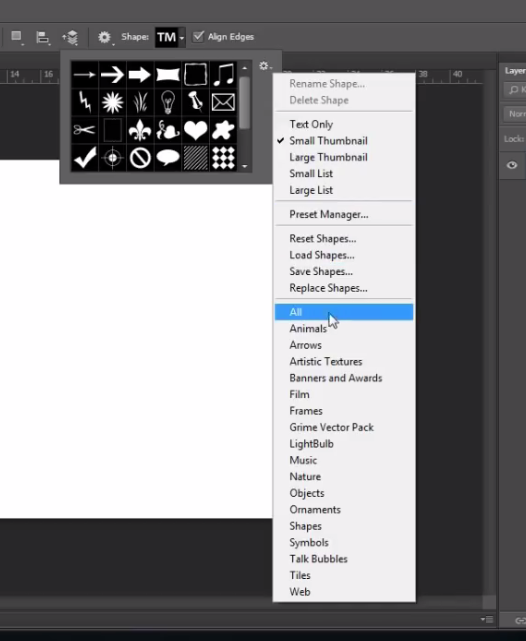 Shape: TM Align Edges
14 16 38 40
Layer
Rename Shape...
Delete Shape
Text Only
Small Thumbnail
Large Thumbnail
Small List
Large List
Lock:
Preset Manager...
Reset Shapes...
Load Shapes...
Save Shapes...
Replace Shapes...
All
Animals
Arrows
Artistic Textures
Banners and Awards
Film
Frames
Grime Vector Pack
LightBulb
Music
Nature
Objects
Ornaments
Shapes
Symbols
Talk Bubbles
Tiles
Web